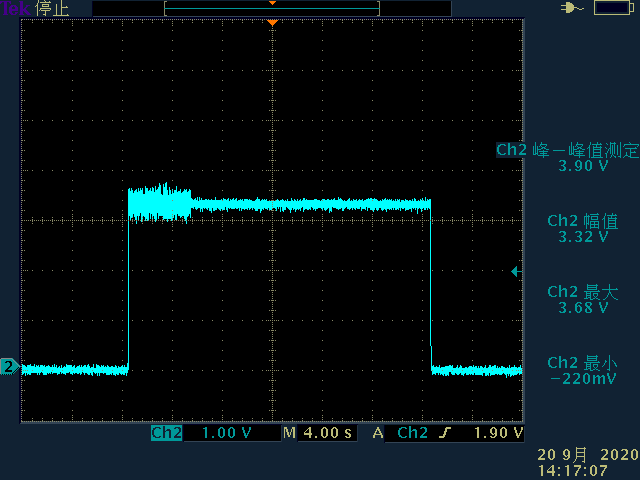 Tek 停止
Ch2 峰－峰值测定
3.90 V
Ch2 幅值
3.32 V
Ch2 最大
3.68 V
Ch2 最小
−220mV
2
Ch2 1.00 V M 4.00 s A Ch2 1.90 V
20 9月 2020
14:17:07